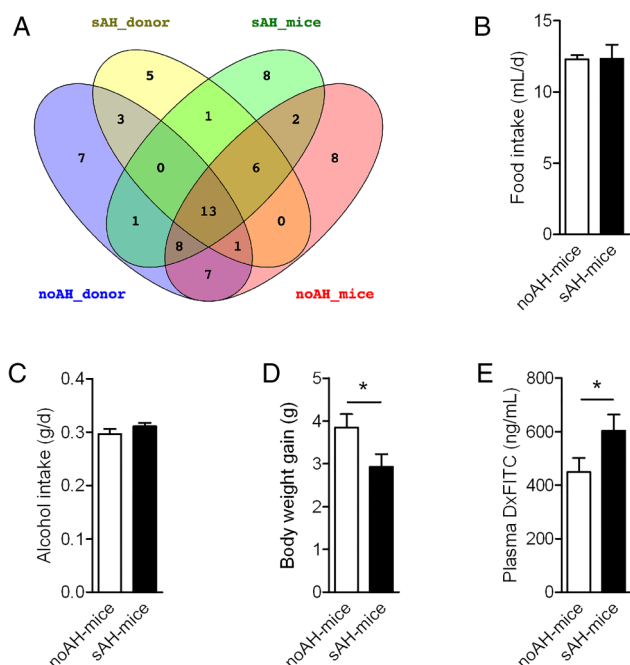 A
sAH_donor
sAH_mice
5
8
3
1
2
7
0
6
8
1
13
0
8
1
7
noAH_donor
noAH_mice
B
Food intake (mL/d)
15
10
5
0
noAH-mice
sAH-mice
C
Alcohol intake (g/d)
0.4
0.3
0.2
0.1
0.0
noAH-mice
sAH-mice
D
Body weight gain (g)
5
4
3
2
1
0
*
noAH-mice
sAH-mice
E
Plasma DxFITC (ng/mL)
800
600
400
200
0
*
noAH-mice
sAH-mice